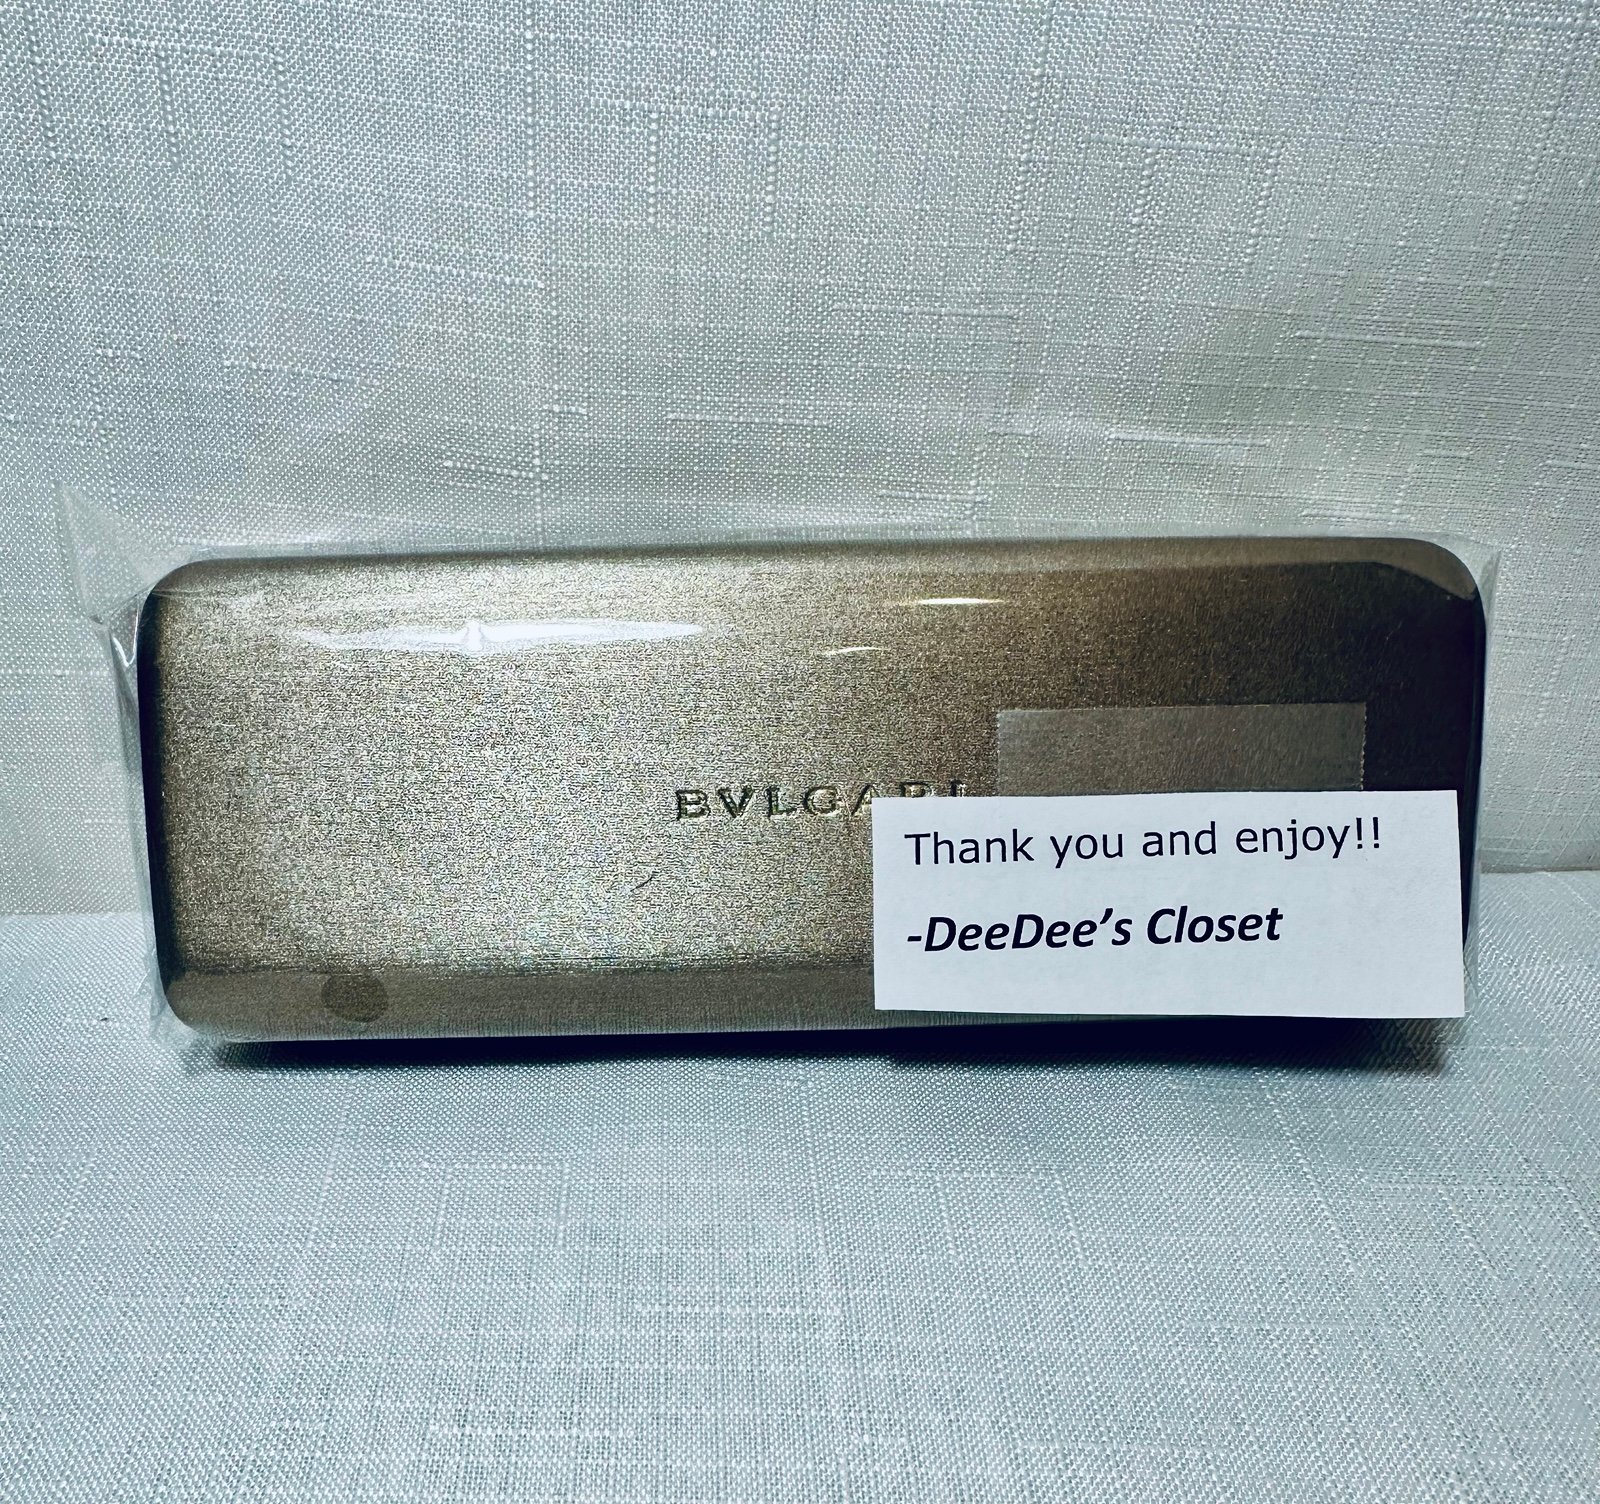 BVLGARI
Thank you and enjoy!!
-DeeDee's Closet